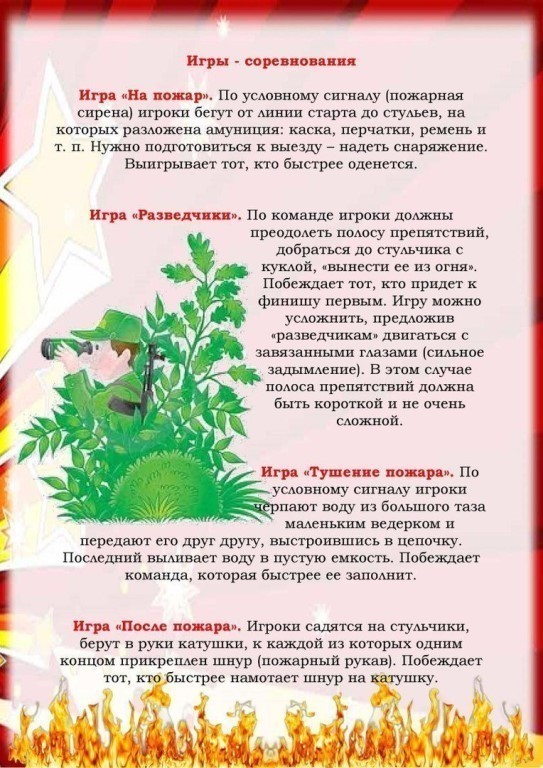 Игры - соревнования
Игра «На пожар». По условному сигналу (пожарная
сирена) игроки бегут от линии старта до стульев, на
которых разложена амуниция: каска, перчатки, ремень и
т. п. Нужно подготовиться к выезду – надеть снаряжение.
Выигрывает тот, кто быстрее оденется.
Игра «Разведчики». По команде игроки должны
преодолеть полосу препятствий,
добраться до стульчика с
куклой, «вынести ее из огня».
Побеждает тот, кто придет к
финишу первым. Игру можно
усложнить, предложив
«разведчикам» двигаться с
завязанными глазами (сильное
задымление). В этом случае
полоса препятствий должна
быть короткой и не очень
сложной.
Игра «Тушение пожара». По
условному сигналу игроки
черпают воду из большого таза
маленьким ведерком и
передают его друг другу, выстроившись в цепочку.
Последний выливает воду в пустую емкость. Побеждает
команда, которая быстрее ее заполнит.
Игра «После пожара». Игроки садятся на стульчики,
берут в руки катушки, к каждой из которых одним
концом прикреплен шнур (пожарный рукав). Побеждает
тот, кто быстрее намотает шнур на катушку.